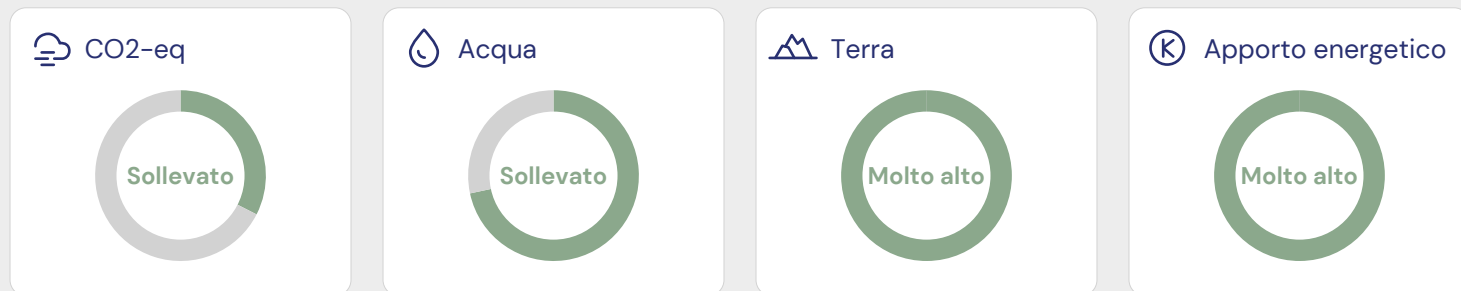 CO2-eq
Sollevato
Acqua
Sollevato
Terra
Molto alto
Apporto energetico
Molto alto